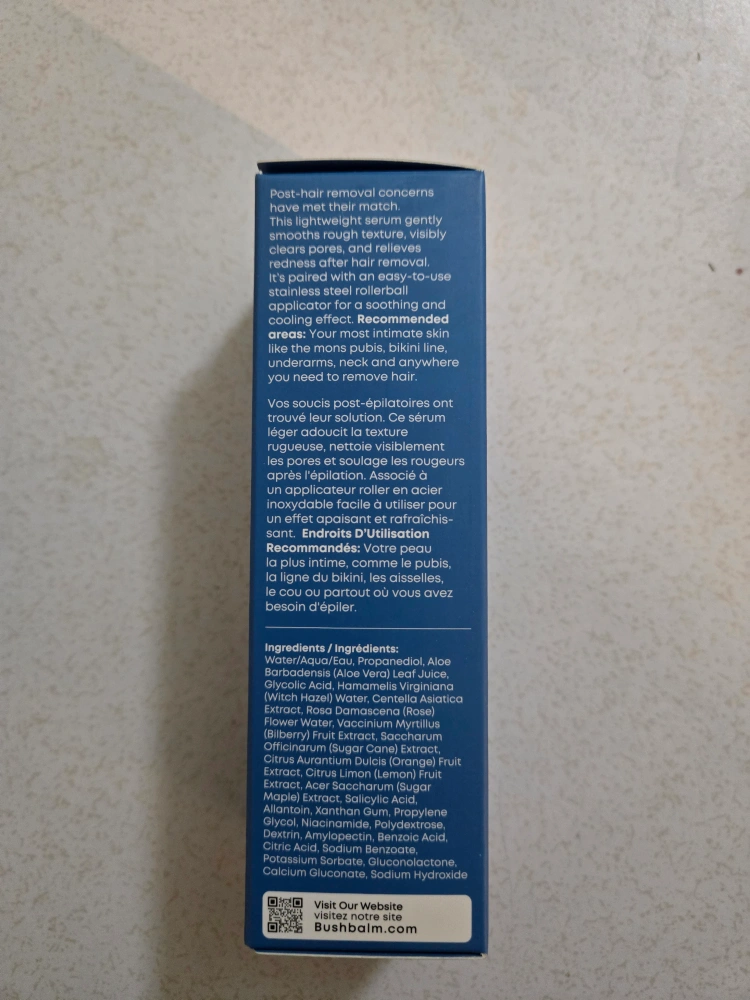 Post-hair removal concerns
have met their match.
This lightweight serum gently
smooths rough texture, visibly
clears pores, and relieves
redness after hair removal.
It's paired with an easy-to-use
stainless steel rollerball
applicator for a soothing and
cooling effect. Recommended
areas: Your most intimate skin
like the mons pubis, bikini line,
underarms, neck and anywhere
you need to remove hair.
Vos soucis post-épilatoires ont
trouvé leur solution. Ce sérum
léger adoucit la texture
rugueuse, nettoie visiblement
les pores et soulage les rougeurs
après l'épilation. Associé à
un applicateur roller en acier
inoxydable facile à utiliser pour
un effet apaisant et rafraîchis-
sant. Endroits D'Utilisation
Recommandés: Votre peau
la plus intime, comme le pubis,
la ligne du bikini, les aisselles,
le cou ou partout où vous avez
besoin d'épiler.
Ingredients / Ingrédients:
Water/Aqua/Eau, Propanediol, Aloe
Barbadensis (Aloe Vera) Leaf Juice,
Glycolic Acid, Hamamelis Virginiana
(Witch Hazel) Water, Centella Asiatica
Extract, Rosa Damascena (Rose)
Flower Water, Vaccinium Myrtillus
(Bilberry) Fruit Extract, Saccharum
Officinarum (Sugar Cane) Extract,
Citrus Aurantium Dulcis (Orange) Fruit
Extract, Citrus Limon (Lemon) Fruit
Extract, Acer Saccharum (Sugar
Maple) Extract, Salicylic Acid,
Allantoin, Xanthan Gum, Propylene
Glycol, Niacinamide, Polydextrose,
Dextrin, Amylopectin, Benzoic Acid,
Citric Acid, Sodium Benzoate,
Potassium Sorbate, Gluconolactone,
Calcium Gluconate, Sodium Hydroxide
Visit Our Website
visitez notre site
Bushbalm.com